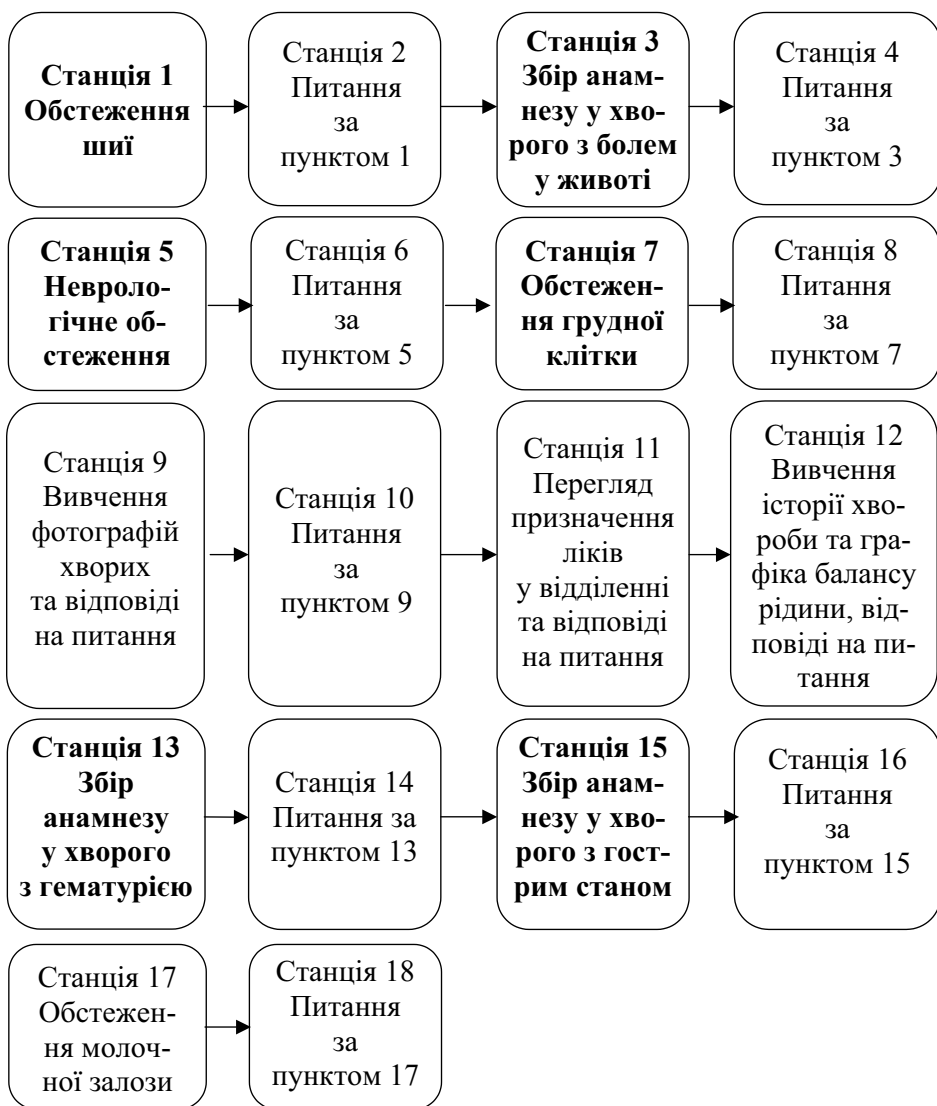 Станція 1
Обстеження
шиї
Станція 2
Питання
за
пунктом 1
Станція 3
Збір анам-
незу у хво-
рого з болем
у животі
Станція 4
Питання
за
пунктом 3
Станція 5
Невроло-
гічне об-
стеження
Станція 6
Питання
за
пунктом 5
Станція 7
Обстежен-
ня грудної
клітки
Станція 8
Питання
за
пунктом 7
Станція 9
Вивчення
фотографій
хворих
та відповіді
на питання
Станція 10
Питання
за
пунктом 9
Станція 11
Перегляд
призначення
ліків
у відділенні
та відповіді
на питання
Станція 12
Вивчення
історії хво-
роби та гра-
фіка балансу
рідини, від-
повіді на пи-
тання
Станція 13
Збір
анамнезу
у хворого
з гематурією
Станція 14
Питання за
пунктом 13
Станція 15
Збір анам-
незу у хво-
рого з гост-
рим станом
Станція 16
Питання
за
пунктом 15
Станція 17
Обстежен-
ня молоч-
ної залози
Станція 18
Питання
за
пунктом 17